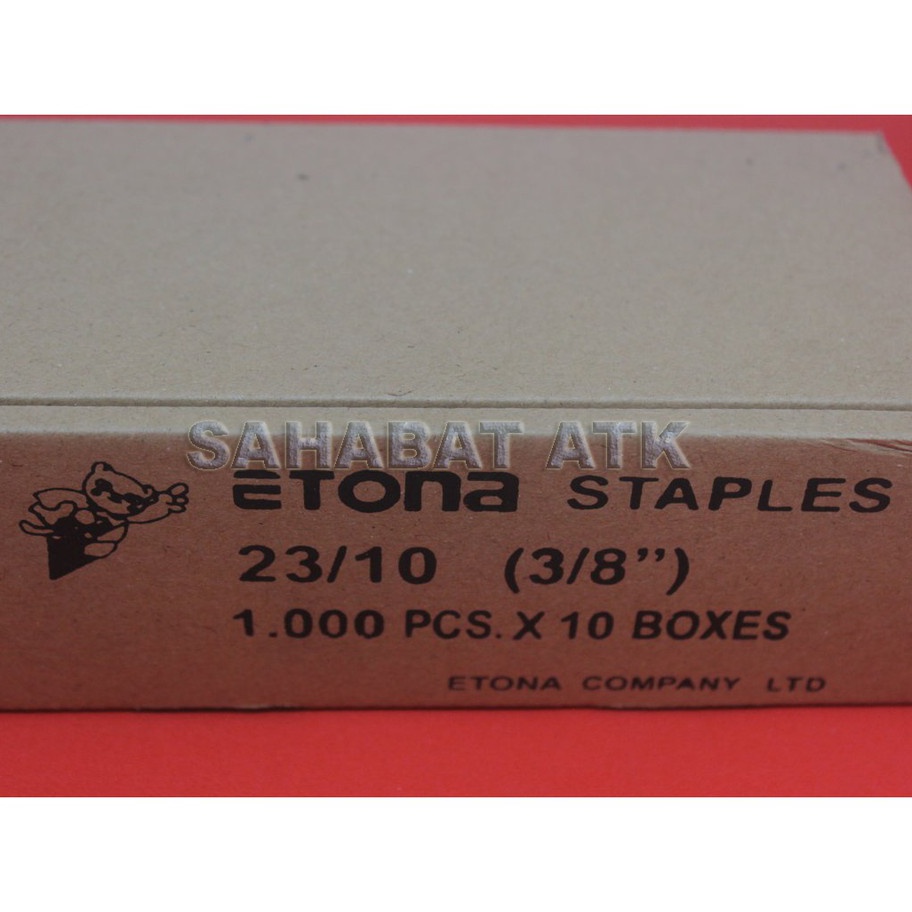 SAHABAT ATK
ETONA STAPLES
23/10 (3/8")
1.000 PCS. X 10 BOXES
ETONA COMPANY LTD